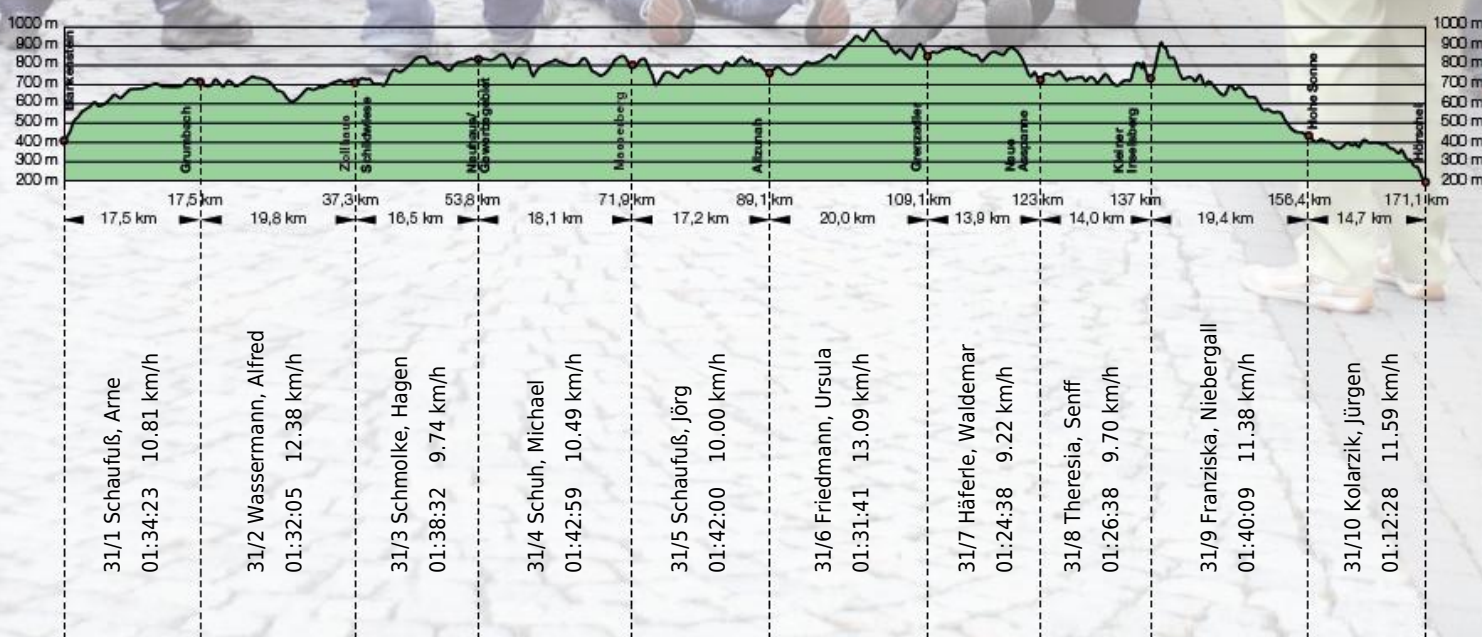 1000 m
900 m
800 m
700 m
600 m
500 m
400 m
300 m
200 m
1000 m
900 m
800 m
700 m
600 m
500 m
400 m
300 m
200 m
Blankenstein
Grumbach
Zollhaus
Schildwiese
Neuhaus/
Masserberg
Allzunah
Grenzadler
Neue
Ausspanne
Kleiner
Inselsberg
Hohe Sonne
Hörschel
17,5 km
37,3 km
53,8 km
71,9 km
89,1 km
109,1 km
123 km
137 km
156,4 km
171,1 km
17,5 km
19,8 km
16,5 km
18,1 km
17,2 km
20,0 km
13,9 km
14,0 km
19,4 km
14,7 km
31/1 Schaufuß, Arne
01:34:23 10.81 km/h
31/2 Wassermann, Alfred
01:32:05 12.38 km/h
31/3 Schmolke, Hagen
01:38:32 9.74 km/h
31/4 Schuh, Michael
01:42:59 10.49 km/h
31/5 Schaufuß, Jörg
01:42:00 10.00 km/h
31/6 Friedmann, Ursula
01:31:41 13.09 km/h
31/7 Häferle, Waldemar
01:24:38 9.22 km/h
31/8 Theresia, Senff
01:26:38 9.70 km/h
31/9 Franziska, Niebergall
01:40:09 11.38 km/h
31/10 Kolarzik, Jürgen
01:12:28 11.59 km/h